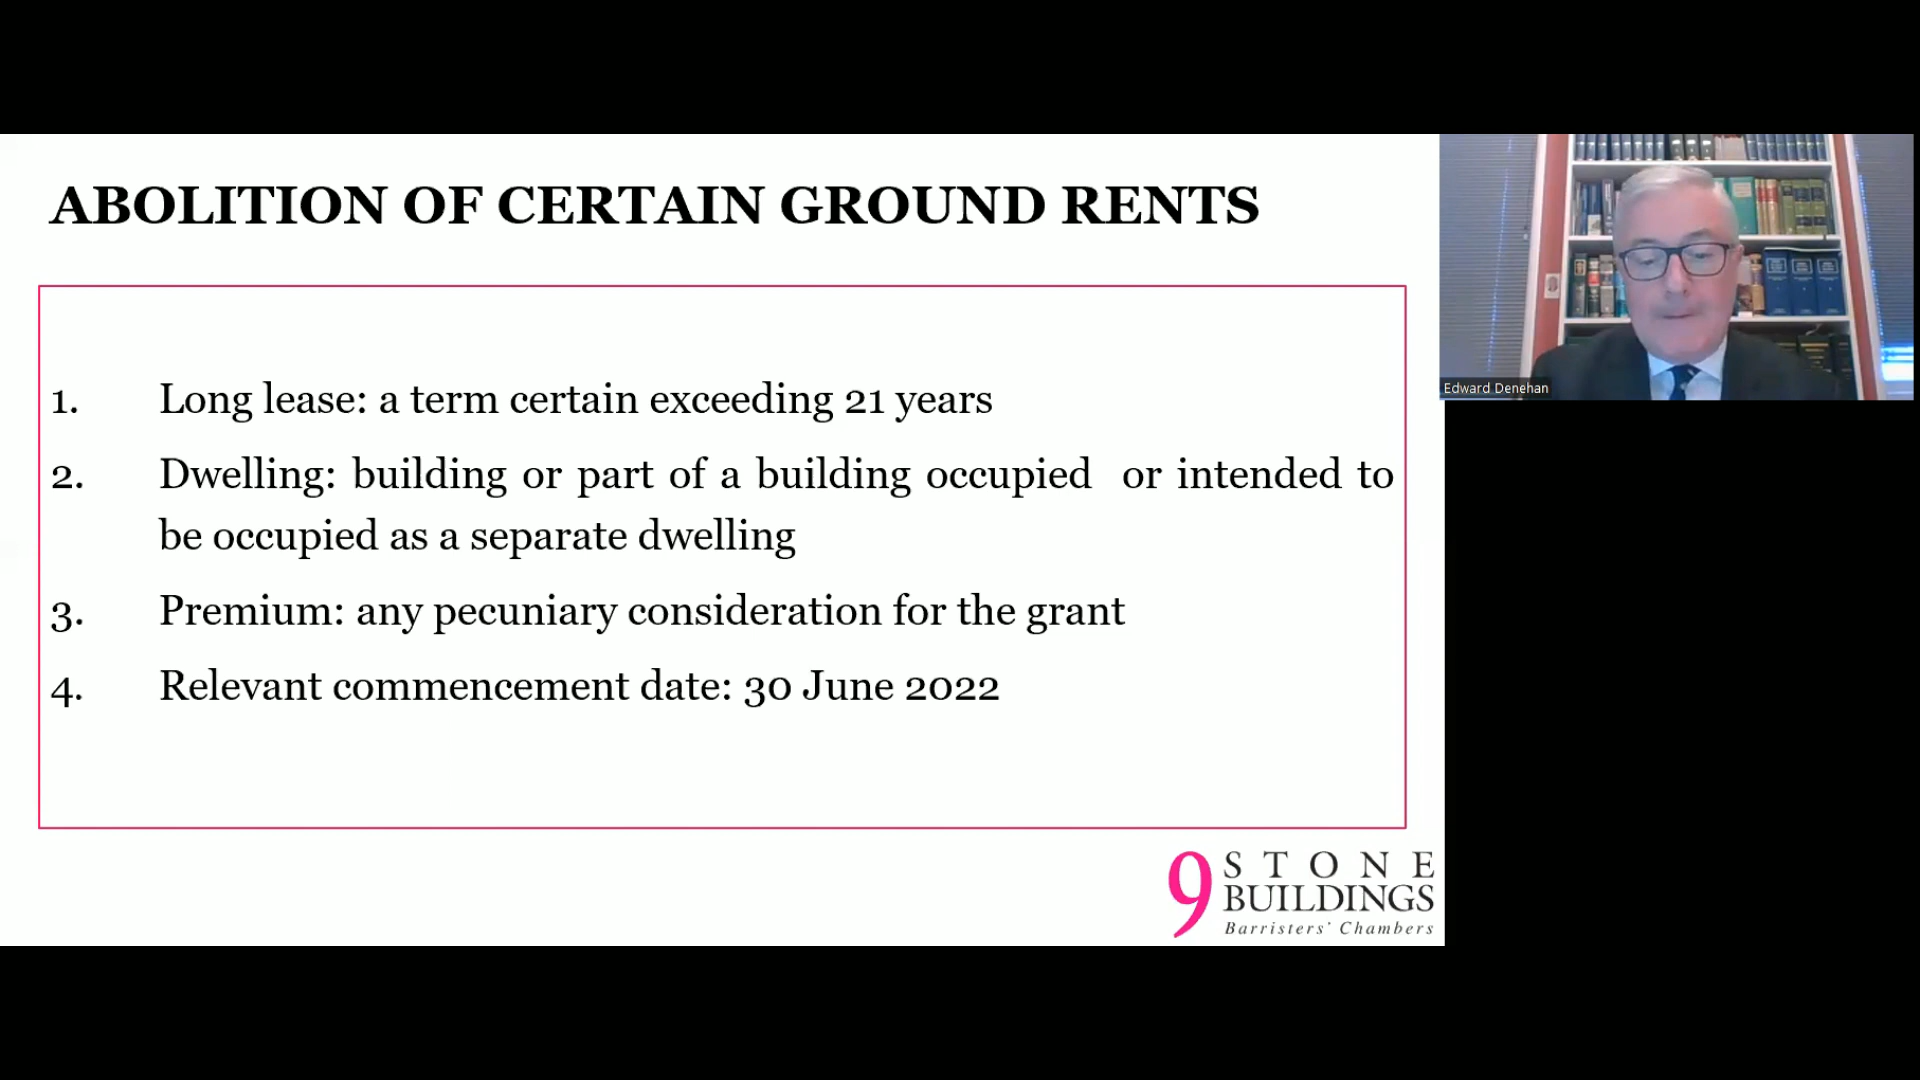 ABOLITION OF CERTAIN GROUND RENTS
1. Long lease: a term certain exceeding 21 years
2. Dwelling: building or part of a building occupied or intended to
be occupied as a separate dwelling
3. Premium: any pecuniary consideration for the grant
4. Relevant commencement date: 30 June 2022
9 STONE
BUILDINGS
Barristers' Chambers
Edward Denehan